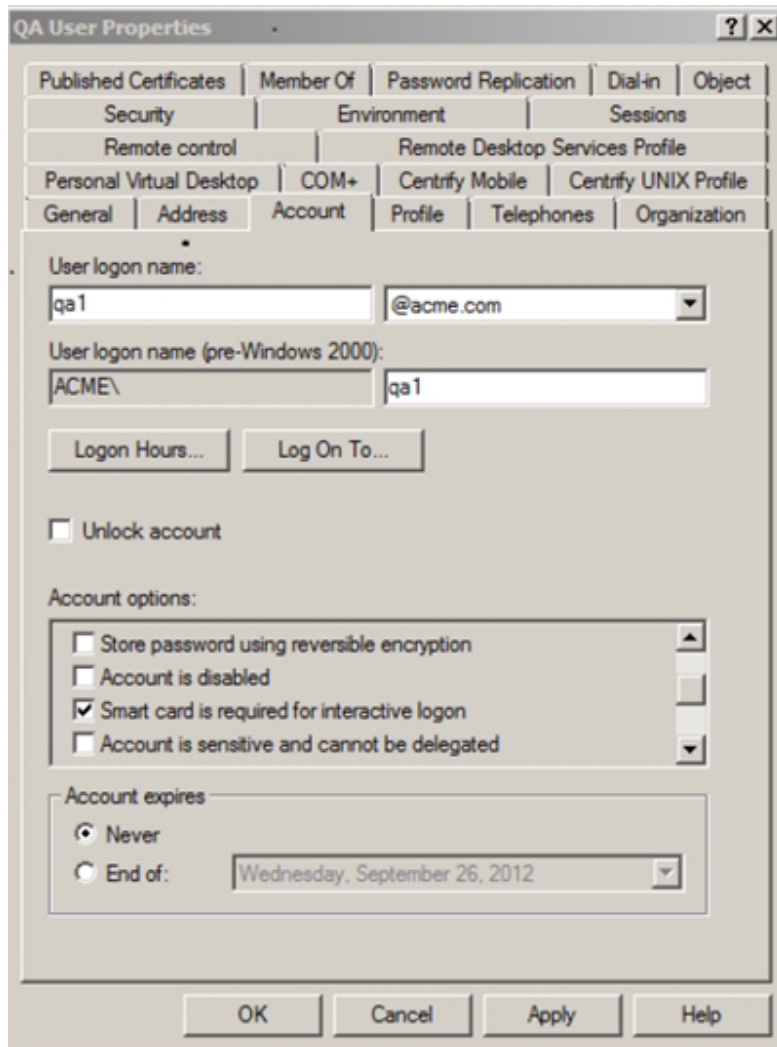 QA User Properties ? X
Published Certificates Member Of Password Replication Dial-in Object
Security Environment Sessions
Remote control Remote Desktop Services Profile
Personal Virtual Desktop COM+ Centrify Mobile Centrify UNIX Profile
General Address Account Profile Telephones Organization
User logon name:
qa1 @acme.com
User logon name (pre-Windows 2000):
ACME\ qa1
Logon Hours... Log On To...
Unlock account
Account options:
Store password using reversible encryption
Account is disabled
Smart card is required for interactive logon
Account is sensitive and cannot be delegated
Account expires
Never
End of: Wednesday, September 26, 2012
OK Cancel Apply Help